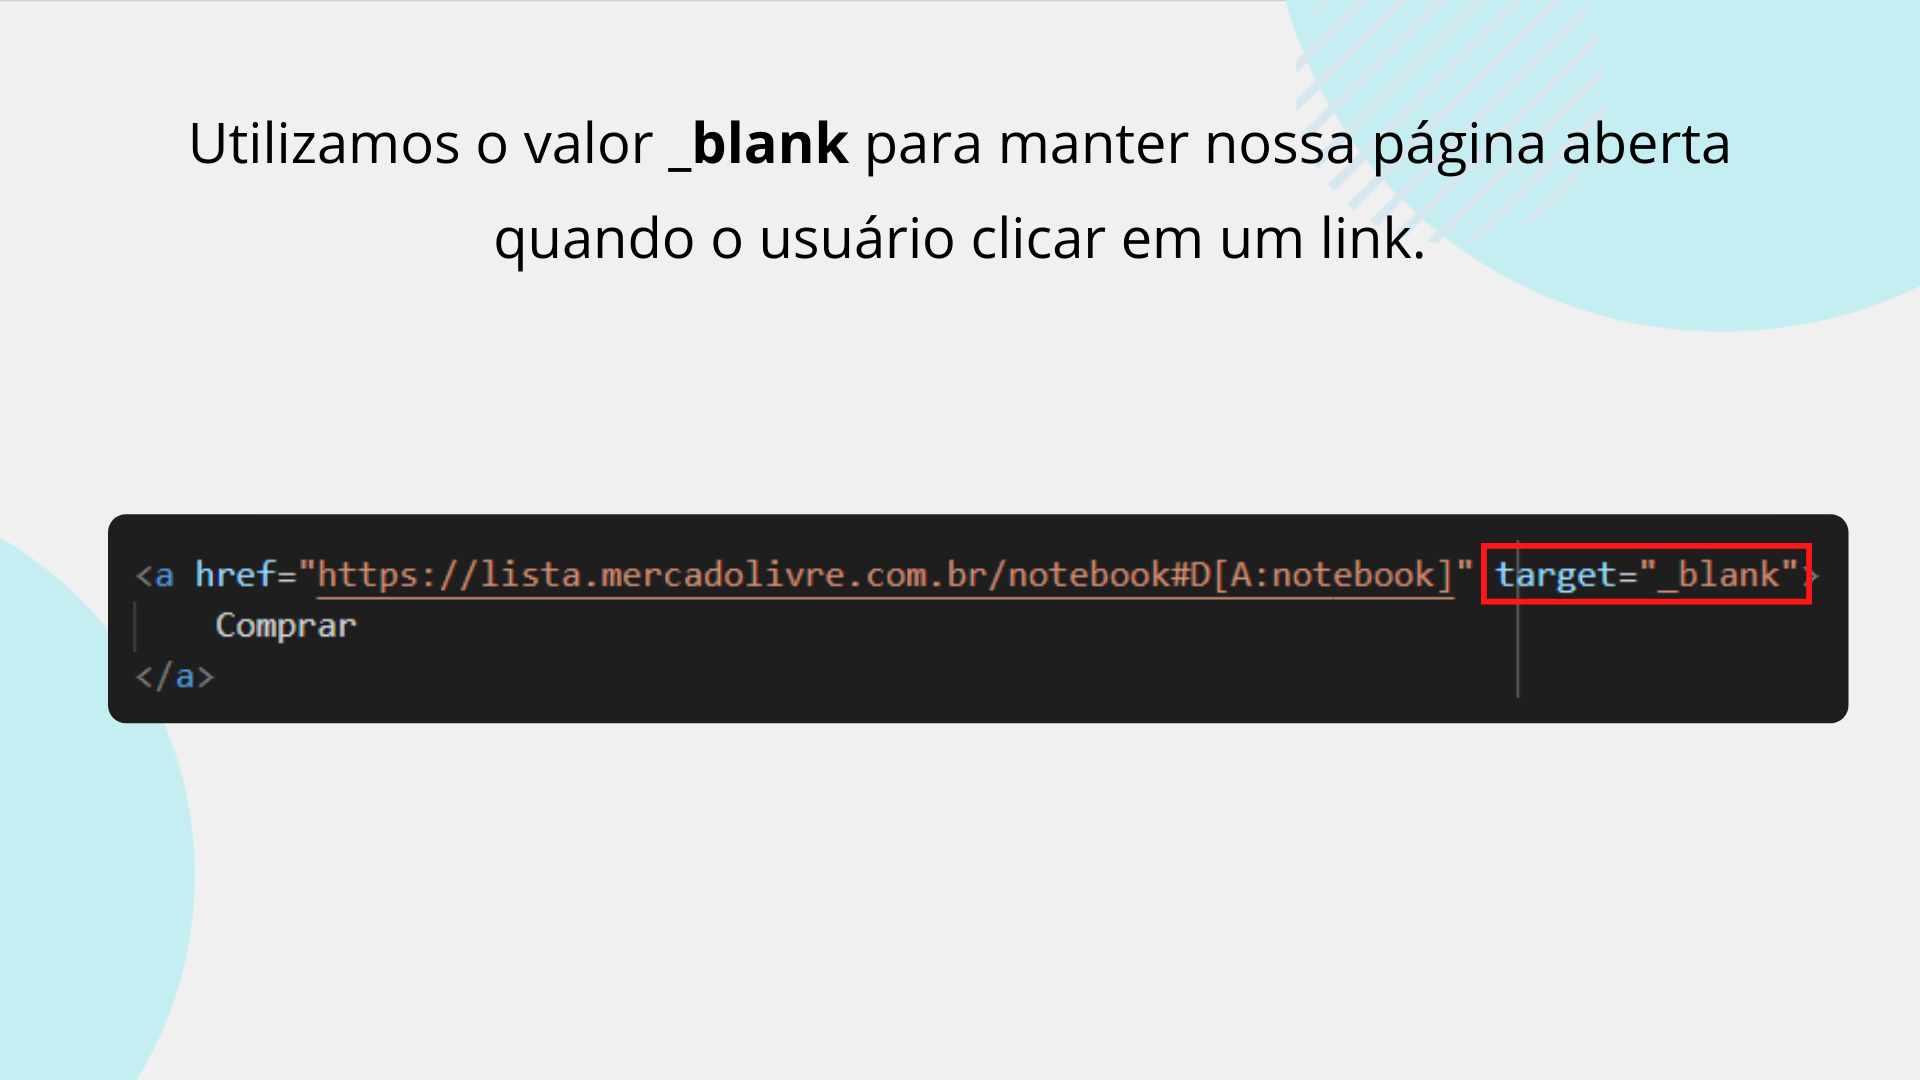 Utilizamos o valor _blank para manter nossa página aberta
quando o usuário clicar em um link.
<a href="https://lista.mercadolivre.com.br/notebook#D[A:notebook]" target="_blank">
Comprar
</a>